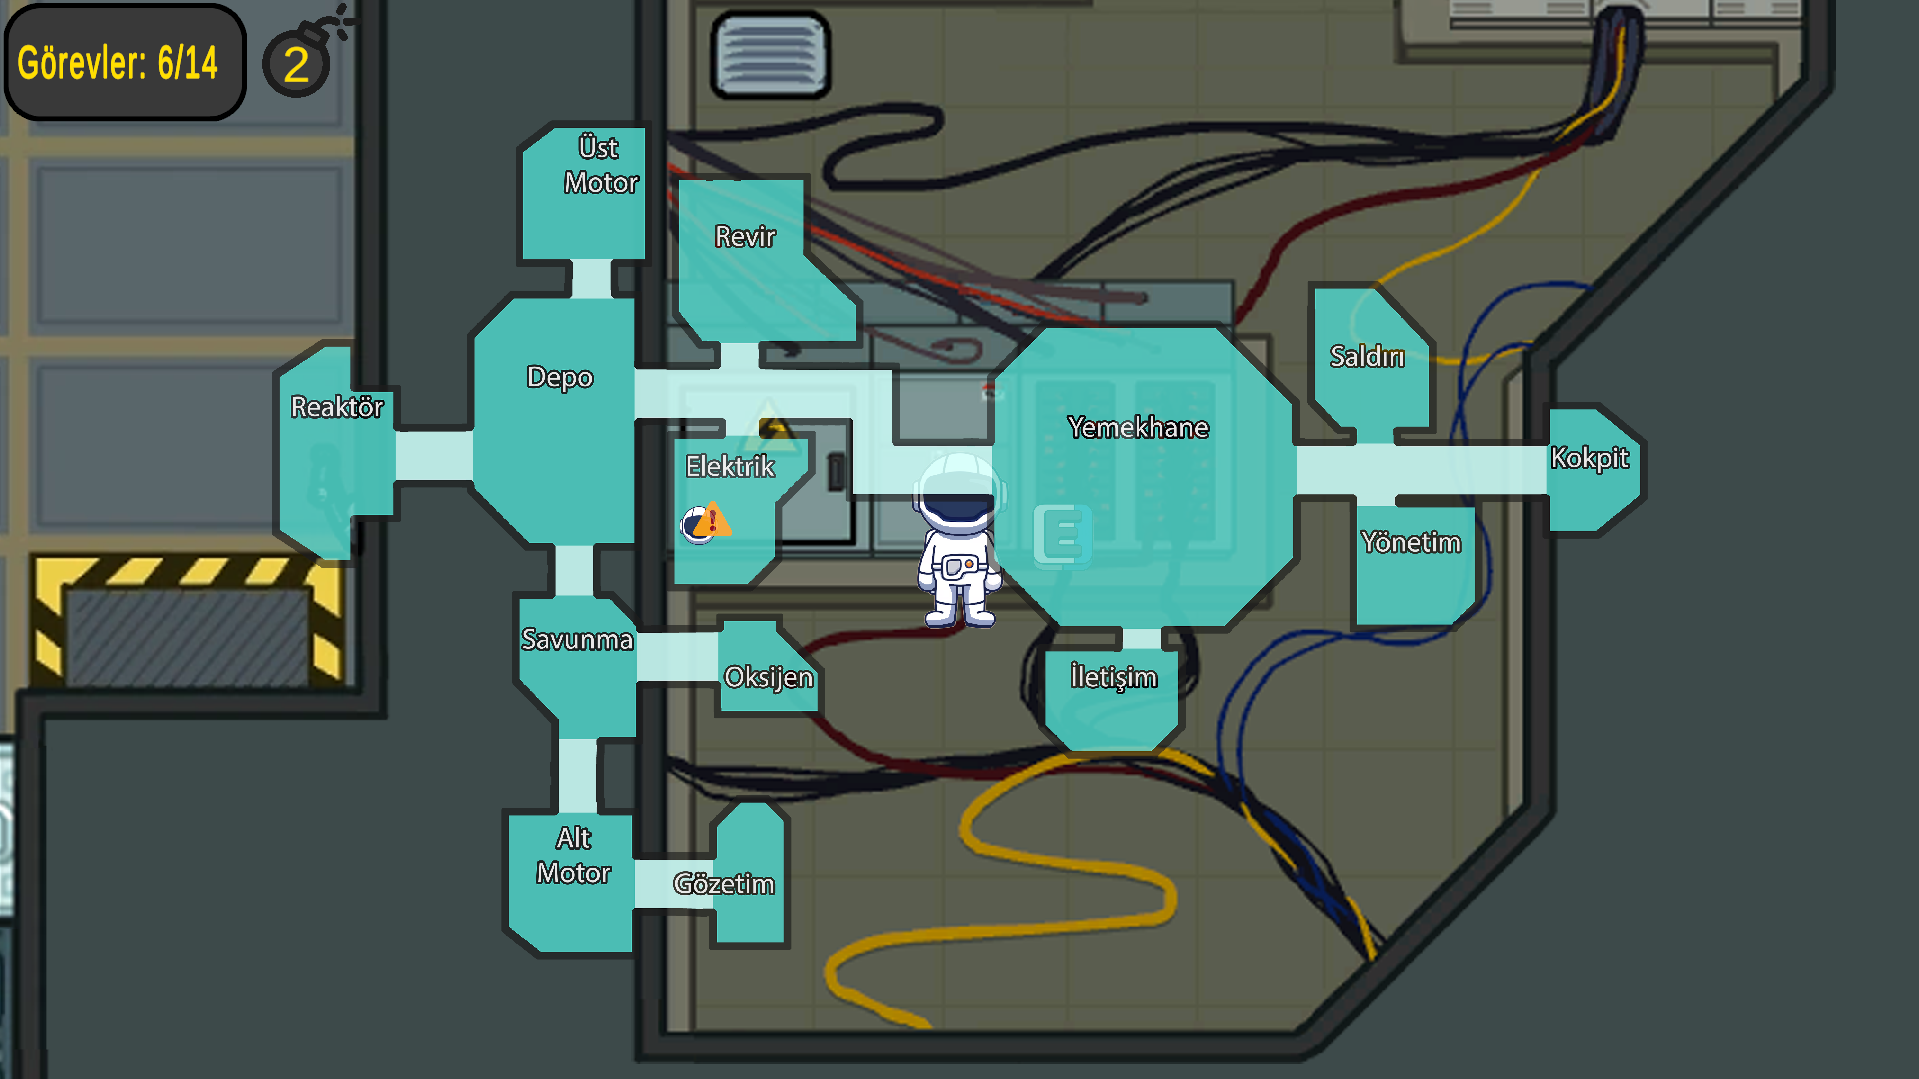 Görevler: 6/14
2
Üst
Motor
Revir
Saldırı
Depo
Reaktör
Yemekhane
Kokpit
Elektrik
E
Yönetim
Savunma
Oksijen
İletişim
Alt
Motor
Gözetim